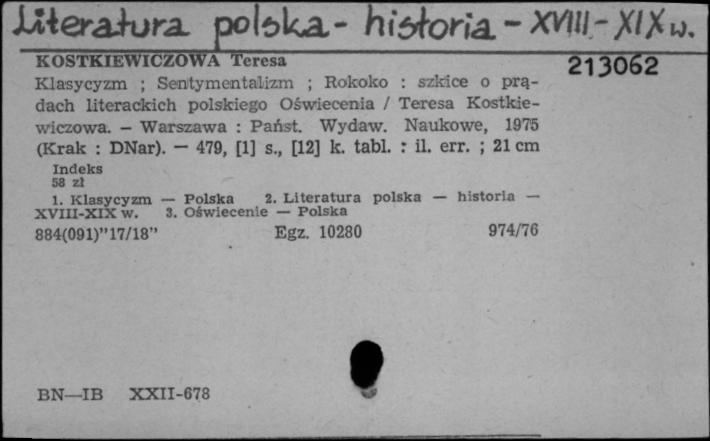 Literatura polska - historia - XVIII - XIX w.
KOSTKIEWICZOWA Teresa
213062
Klasycyzm ; Sentymentalizm ; Rokoko : szkice o prą-
dach literackich polskiego Oświecenia / Teresa Kostkie-
wiczowa. — Warszawa : Państ. Wydaw. Naukowe, 1975
(Krak : DNar). — 479, [1] s., [12] k. tabl. : il. err. ; 21 cm
Indeks
58 zł
1. Klasycyzm — Polska 2. Literatura polska — historia —
XVIII-XIX w. 3. Oświecenie — Polska
884(091)"17/18" Egz. 10280 974/76
BN—IB XXII-678